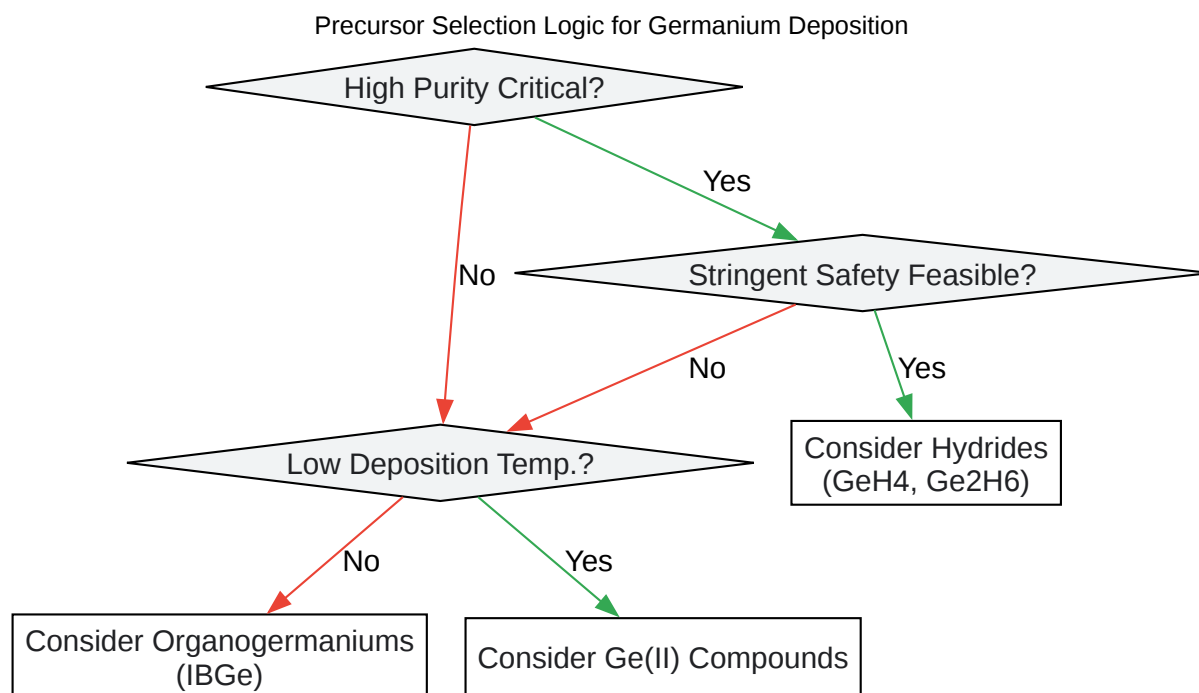 Precursor Selection Logic for Germanium Deposition
High Purity Critical?
Yes
No
Stringent Safety Feasible?
No
Yes
Low Deposition Temp.?
Consider Hydrides
(GeH4, Ge2H6)
No
Yes
Consider Organogermaniums
(IBGe)
Consider Ge(II) Compounds